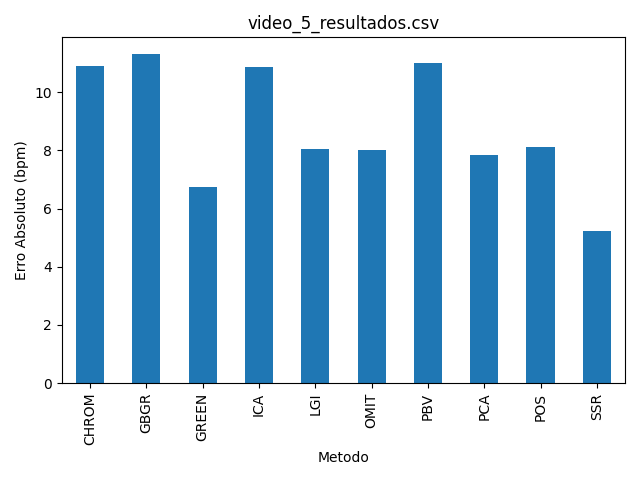 video_5_resultados.csv
Erro Absoluto (bpm)
10
8
6
4
2
0
CHROM
GBGR
GREEN
ICA
LGI
OMIT
PBV
PCA
POS
SSR
Metodo